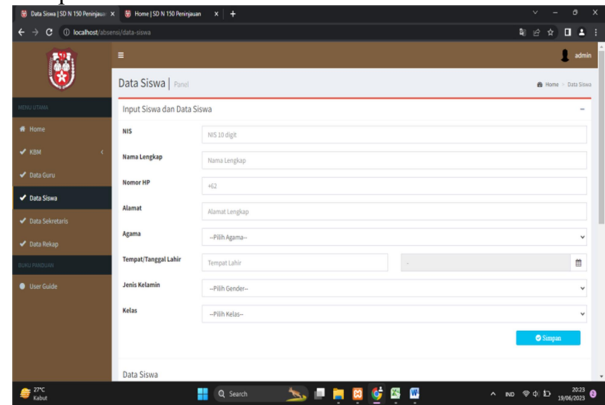 Data Siswa | SD N 150 Peninjauan
Home | SD N 150 Peninjauan
localhost/absensi/data-siswa
admin
Data Siswa | Panel
Home > Data Siswa
MENU UTAMA
Home
KBM
Data Guru
Data Siswa
Data Sekretaris
Data Rekap
BUKU PANDUAN
User Guide
Input Siswa dan Data Siswa
NIS
NIS 10 digit
Nama Lengkap
Nama Lengkap
Nomor HP
+62
Alamat
Alamat Lengkap
Agama
--Pilih Agama--
Tempat/Tanggal Lahir
Tempat Lahir
-
Jenis Kelamin
--Pilih Gender--
Kelas
--Pilih Kelas--
Simpan
Data Siswa
27°C
Kabut
Search
IND
20:23
19/06/2023